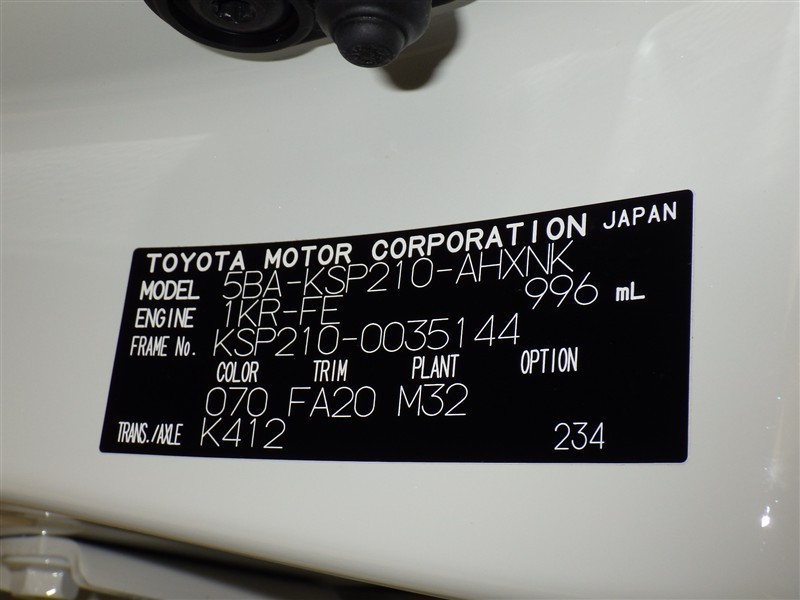 TOYOTA MOTOR CORPORATION JAPAN
MODEL 5BA-KSP210-AHXNK
ENGINE 1KR-FE 996 mL
FRAME No. KSP210-0035144
COLOR TRIM PLANT OPTION
070 FA20 M32
TRANS./AXLE K412 234